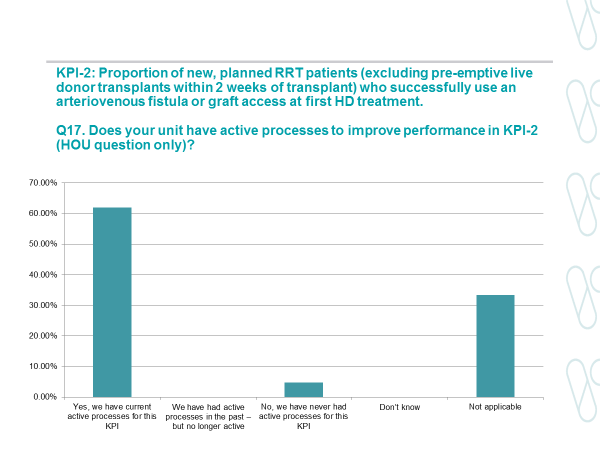 KPI-2: Proportion of new, planned RRT patients (excluding pre-emptive live
donor transplants within 2 weeks of transplant) who successfully use an
arteriovenous fistula or graft access at first HD treatment.
Q17. Does your unit have active processes to improve performance in KPI-2
(HOU question only)?
70.00%
60.00%
50.00%
40.00%
30.00%
20.00%
10.00%
0.00%
Yes, we have current
active processes for this
KPI
We have had active
processes in the past –
but no longer active
No, we have never had
active processes for this
KPI
Don't know
Not applicable